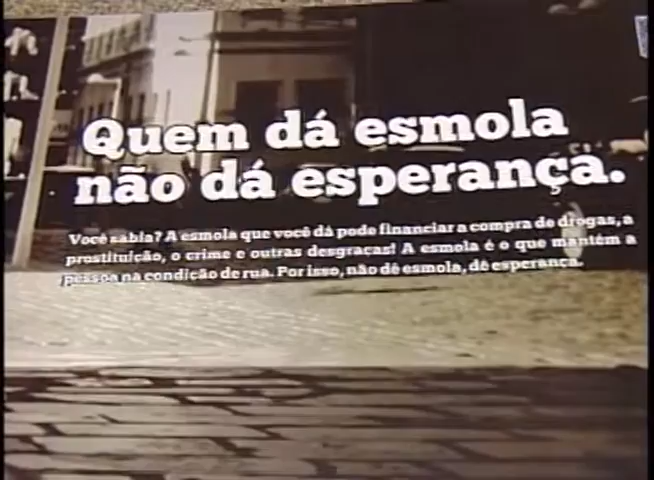 Quem dá esmola
não dá esperança.
Você sabia? A esmola que você dá pode financiar a compra de drogas, a
prostituição, o crime e outras desgraças! A esmola é o que mantém a
pessoa na condição de rua. Por isso, não dê esmola, dê esperança.